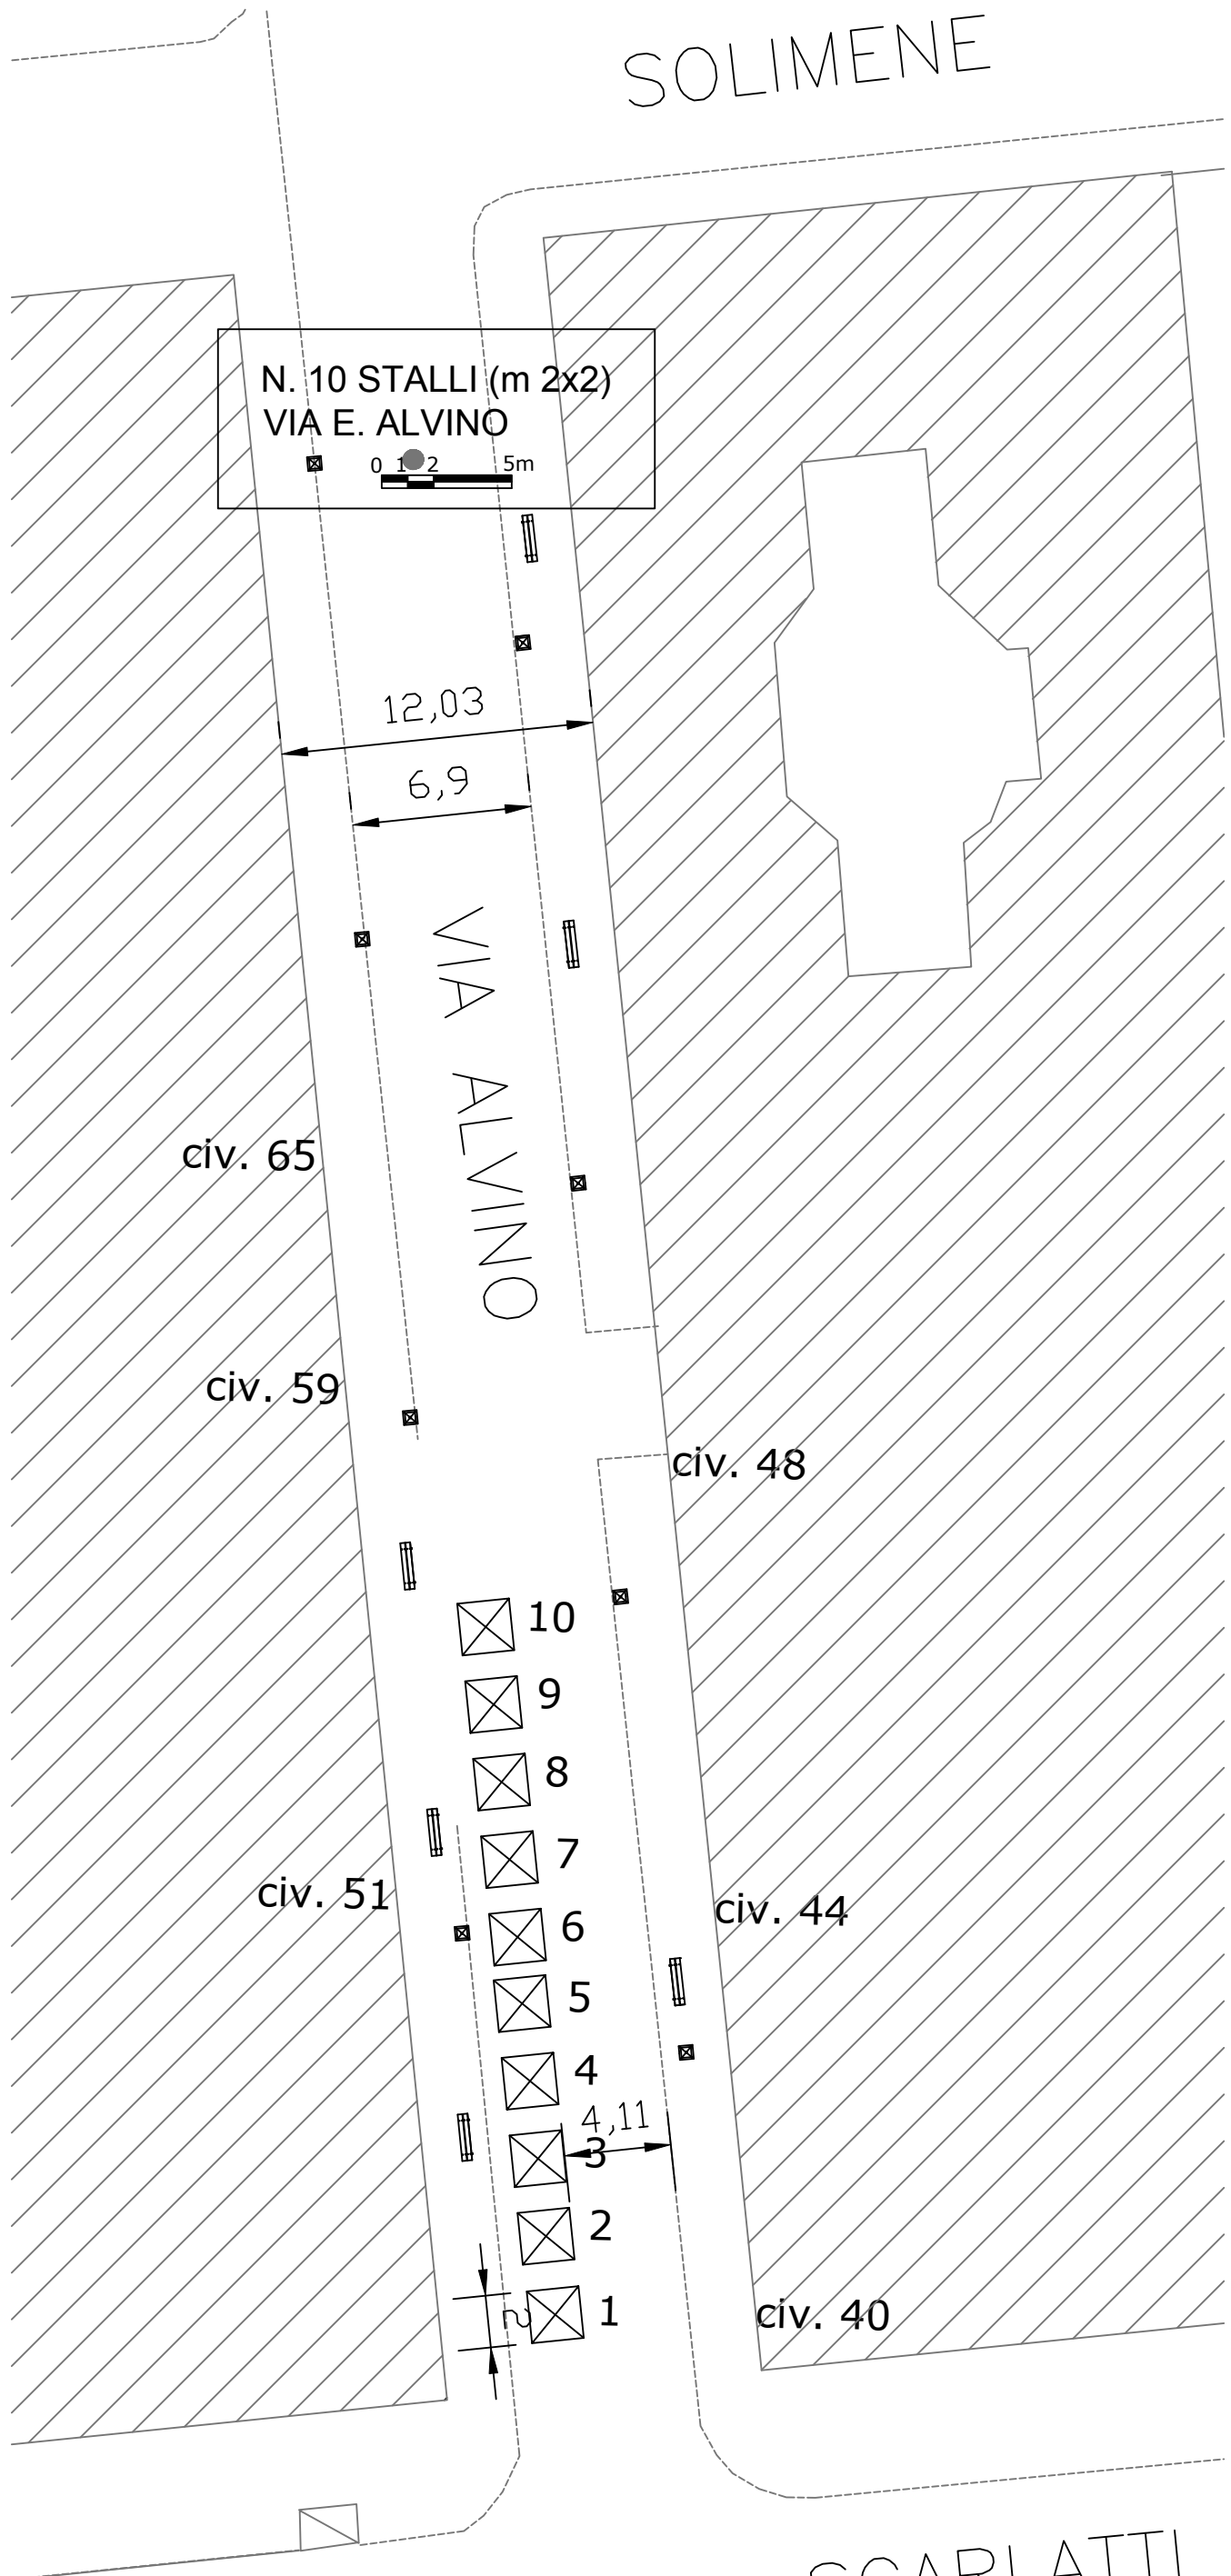 SOLIMENE
N. 10 STALLI (m 2x2)
VIA E. ALVINO
0 1 2 5m
12,03
6,9
VIA ALVINO
civ. 65
civ. 59
civ. 48
10
9
8
7
civ. 51
civ. 44
6
5
4
4,11
3
2
2
1
civ. 40
SCARLATTI